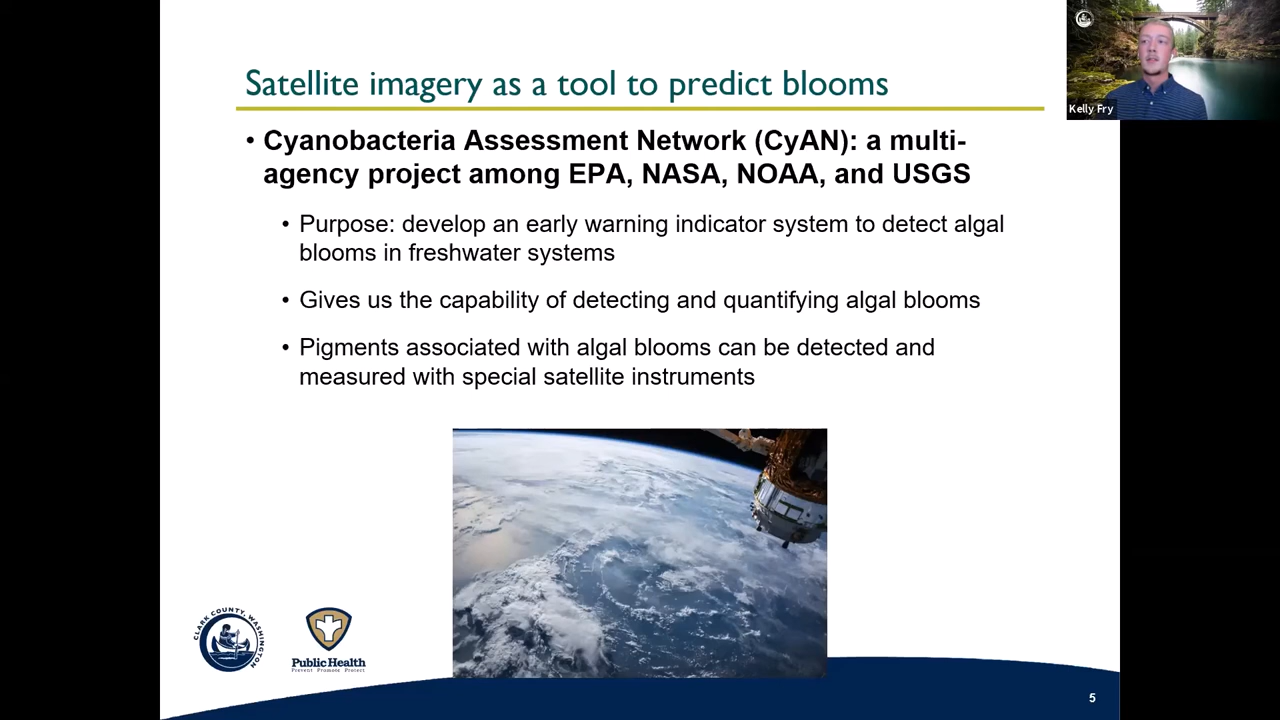 Satellite imagery as a tool to predict blooms
Kelly Fry
• Cyanobacteria Assessment Network (CyAN): a multi-
agency project among EPA, NASA, NOAA, and USGS
• Purpose: develop an early warning indicator system to detect algal
blooms in freshwater systems
• Gives us the capability of detecting and quantifying algal blooms
• Pigments associated with algal blooms can be detected and
measured with special satellite instruments
CLARK COUNTY, WASHINGTON
Public Health
Prevent Promote Protect
5